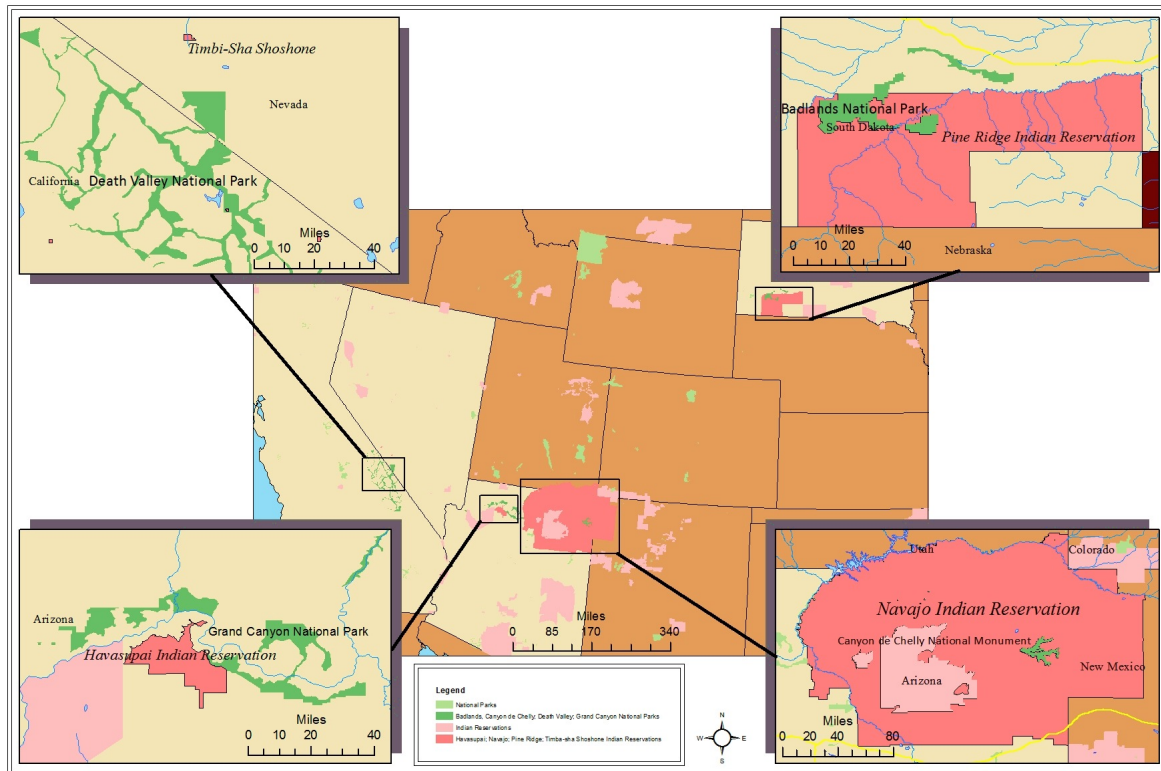 Timbi-Sha Shoshone
Nevada
California
Death Valley National Park
Miles
0 10 20 40
Badlands National Park
South Dakota
Pine Ridge Indian Reservation
Miles
0 10 20 40
Nebraska
Miles
0 85 170 340
Arizona
Grand Canyon National Park
Havasupai Indian Reservation
Miles
0 10 20 40
Utah
Colorado
Navajo Indian Reservation
Canyon de Chelly National Monument
New Mexico
Arizona
Miles
0 20 40 80
Legend
National Parks
Badlands, Canyon de Chelly, Death Valley; Grand Canyon National Parks
Indian Reservations
Havasupai; Navajo; Pine Ridge; Timba-sha Shoshone Indian Reservations
N
W E
S